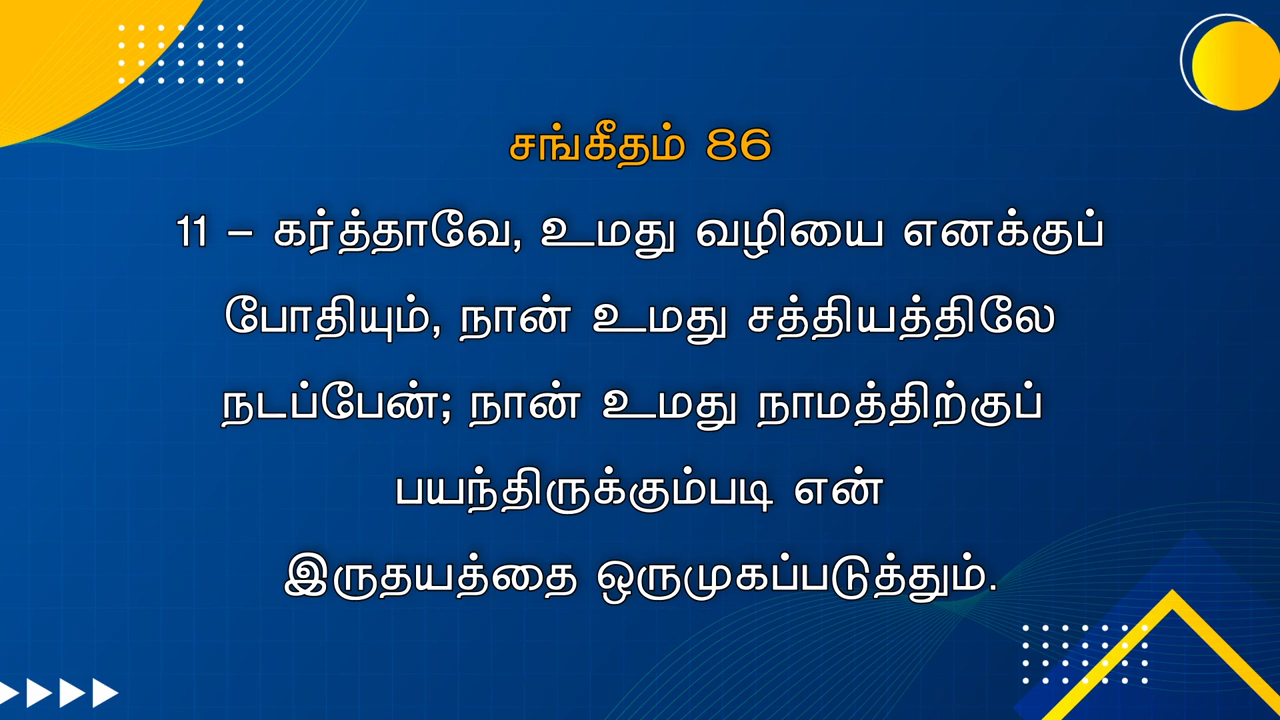 சங்கீதம் 86
11 – கர்த்தாவே, உமது வழியை எனக்குப்
போதியும், நான் உமது சத்தியத்திலே
நடப்பேன்; நான் உமது நாமத்திற்குப்
பயந்திருக்கும்படி என்
இருதயத்தை ஒருமுகப்படுத்தும்.